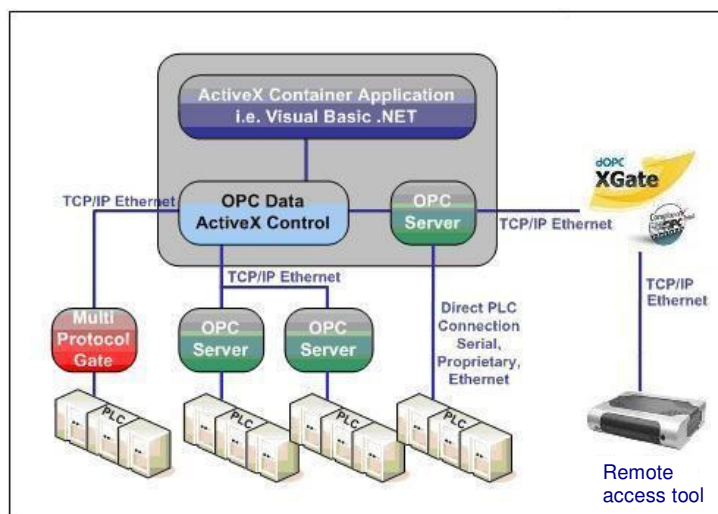 ActiveX Container Application
i.e. Visual Basic .NET
TCP/IP Ethernet
OPC Data
ActiveX Control
OPC
Server
TCP/IP Ethernet
dOPC
XGate
TCP/IP Ethernet
TCP/IP
Ethernet
Multi
Protocol
Gate
OPC
Server
OPC
Server
Direct PLC
Connection
Serial,
Proprietary,
Ethernet
PLC
PLC
PLC
PLC
Remote
access tool